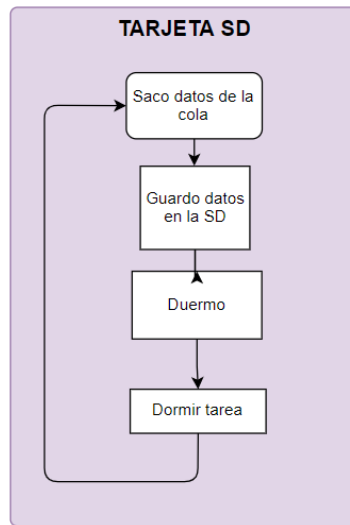 TARJETA SD
Saco datos de la
cola
Guardo datos
en la SD
Duermo
Dormir tarea